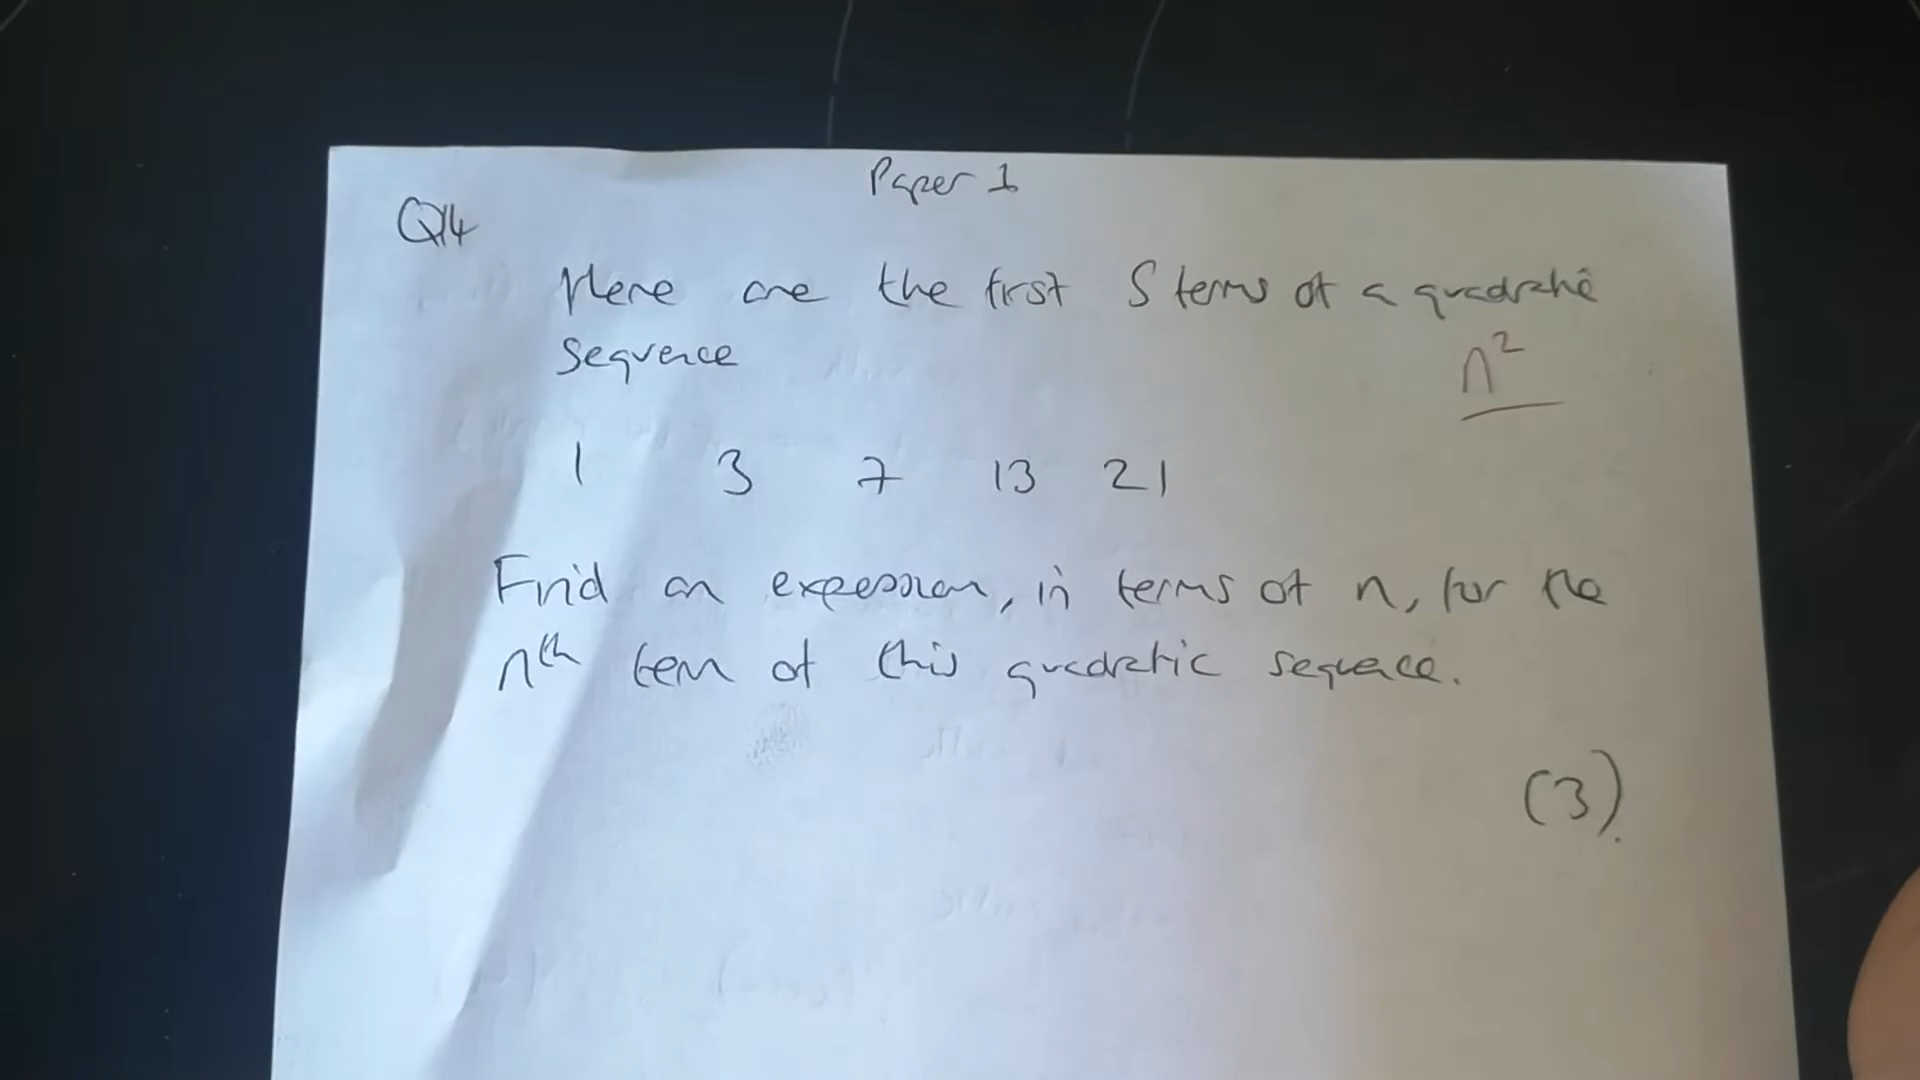 Paper 1
Q14
Here are the first 5 terms of a quadratic
sequence
n²
1 3 7 13 21
Find an expession, in terms of n, for the
nth term of this quadratic sequence.
(3).